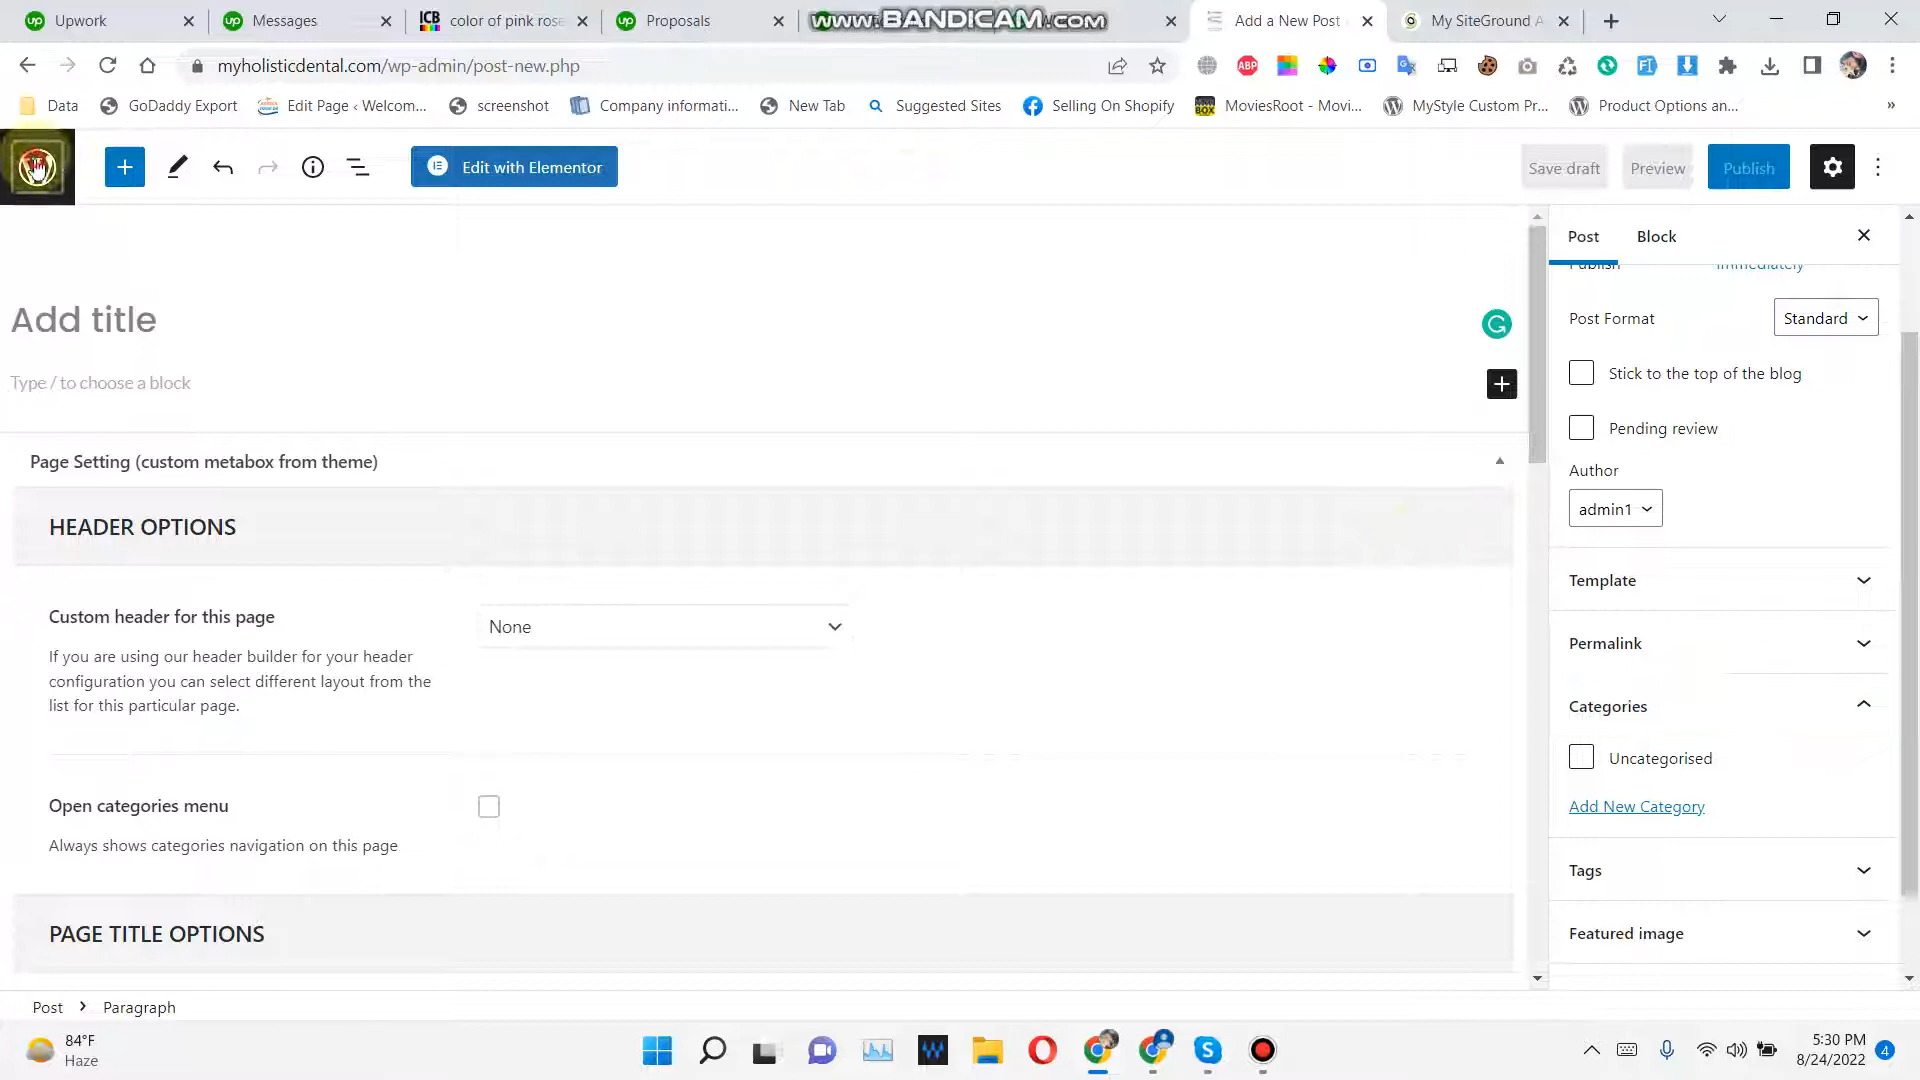 Upwork
Messages
ICB
color of pink rose
Proposals
www.BANDICAM.com
Add a New Post
My SiteGround A
myholisticdental.com/wp-admin/post-new.php
Data
GoDaddy Export
Edit Page ‹ Welcom...
screenshot
Company informati...
New Tab
Suggested Sites
Selling On Shopify
MoviesRoot - Movi...
MyStyle Custom Pr...
Product Options an...
»
Edit with Elementor
Save draft
Preview
Publish
Post
Block
Publish
Immediately
Add title
Post Format
Standard
Type / to choose a block
Stick to the top of the blog
Pending review
Page Setting (custom metabox from theme)
Author
admin1
HEADER OPTIONS
Template
Custom header for this page
None
If you are using our header builder for your header
configuration you can select different layout from the
list for this particular page.
Permalink
Categories
Uncategorised
Open categories menu
Add New Category
Always shows categories navigation on this page
Tags
PAGE TITLE OPTIONS
Featured image
Post
Paragraph
84°F
Haze
5:30 PM
8/24/2022
4